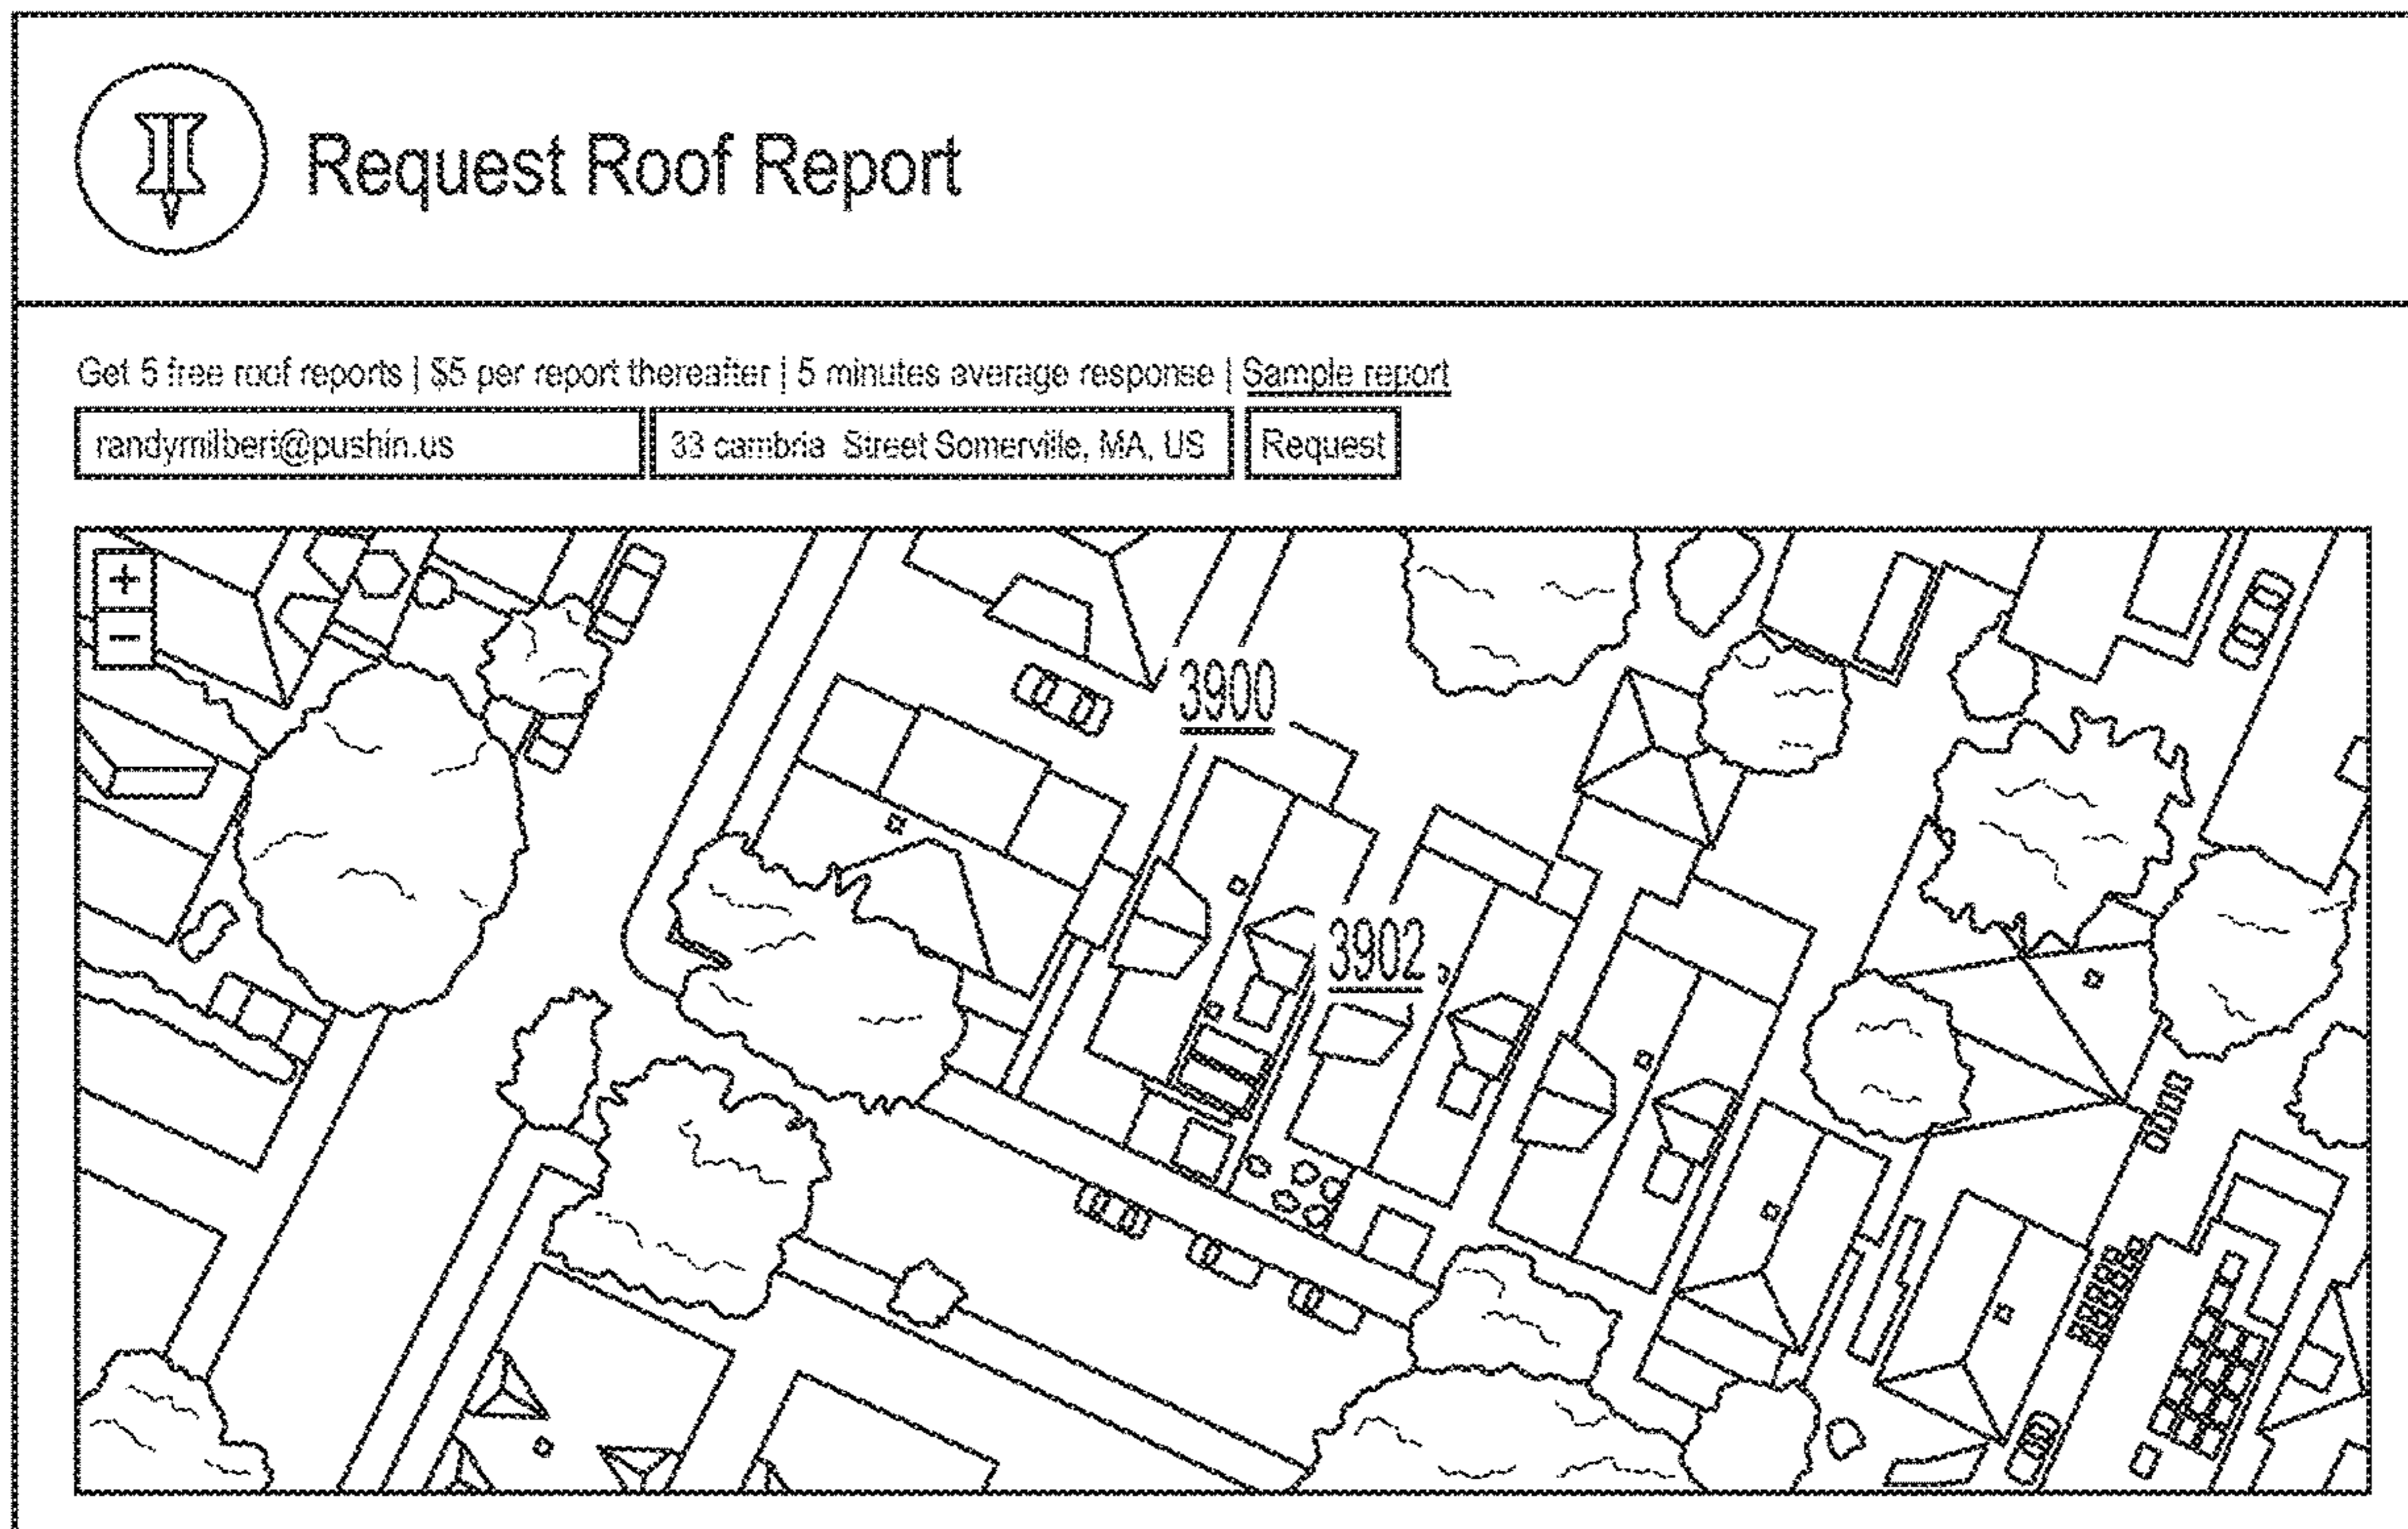 Request Roof Report
Get 5 free roof reports | $5 per report thereafter | 5 minutes average response | Sample report
randymilbert@pushin.us
33 cambria Street Somerville, MA, US
Request
+
−
3900
3902